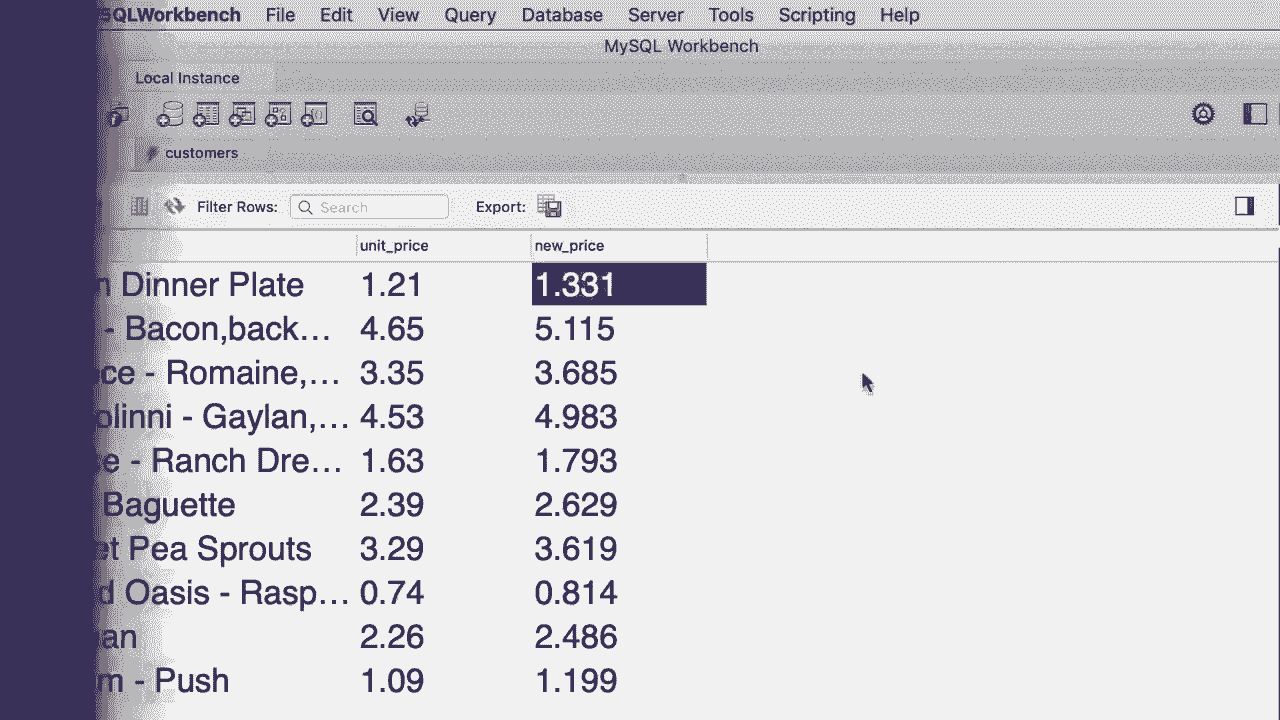 SQLWorkbench File Edit View Query Database Server Tools Scripting Help
MySQL Workbench
Local Instance
customers
Filter Rows: Search Export:
unit_price new_price
n Dinner Plate 1.21 1.331
- Bacon,back... 4.65 5.115
ce - Romaine,... 3.35 3.685
olinni - Gaylan,... 4.53 4.983
e - Ranch Dre... 1.63 1.793
Baguette 2.39 2.629
et Pea Sprouts 3.29 3.619
d Oasis - Rasp... 0.74 0.814
an 2.26 2.486
m - Push 1.09 1.199